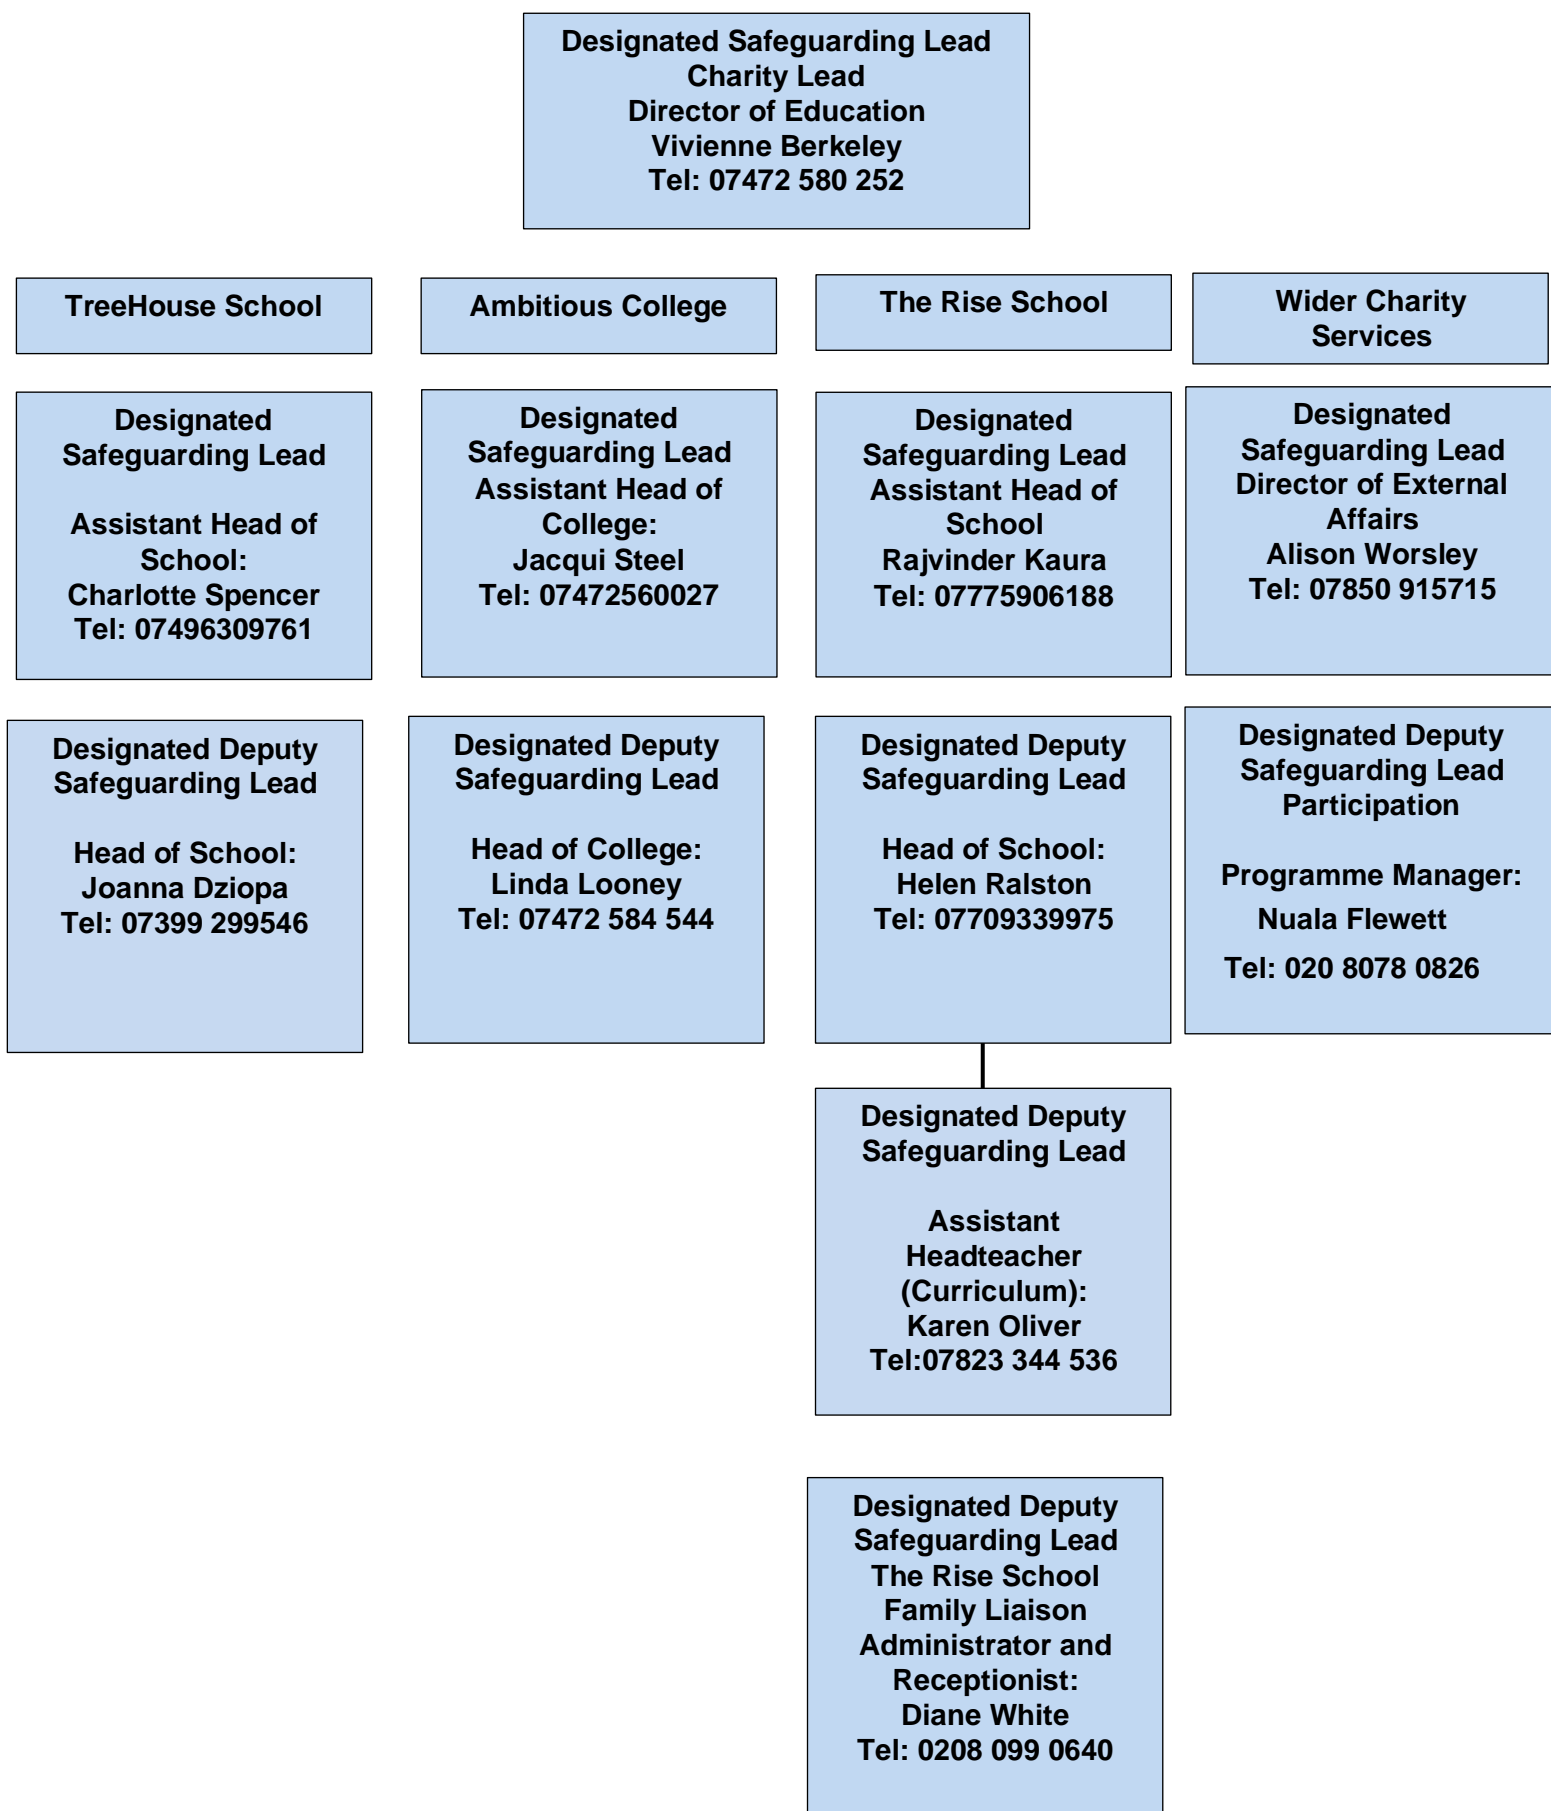 Designated Safeguarding Lead
Charity Lead
Director of Education
Vivienne Berkeley
Tel: 07472 580 252
TreeHouse School
Ambitious College
The Rise School
Wider Charity
Services
Designated
Safeguarding Lead
Assistant Head of
School:
Charlotte Spencer
Tel: 07496309761
Designated
Safeguarding Lead
Assistant Head of
College:
Jacqui Steel
Tel: 07472560027
Designated
Safeguarding Lead
Assistant Head of
School
Rajvinder Kaura
Tel: 07775906188
Designated
Safeguarding Lead
Director of External
Affairs
Alison Worsley
Tel: 07850 915715
Designated Deputy
Safeguarding Lead
Head of School:
Joanna Dziopa
Tel: 07399 299546
Designated Deputy
Safeguarding Lead
Head of College:
Linda Looney
Tel: 07472 584 544
Designated Deputy
Safeguarding Lead
Head of School:
Helen Ralston
Tel: 07709339975
Designated Deputy
Safeguarding Lead
Participation
Programme Manager:
Nuala Flewett
Tel: 020 8078 0826
Designated Deputy
Safeguarding Lead
Assistant
Headteacher
(Curriculum):
Karen Oliver
Tel:07823 344 536
Designated Deputy
Safeguarding Lead
The Rise School
Family Liaison
Administrator and
Receptionist:
Diane White
Tel: 0208 099 0640